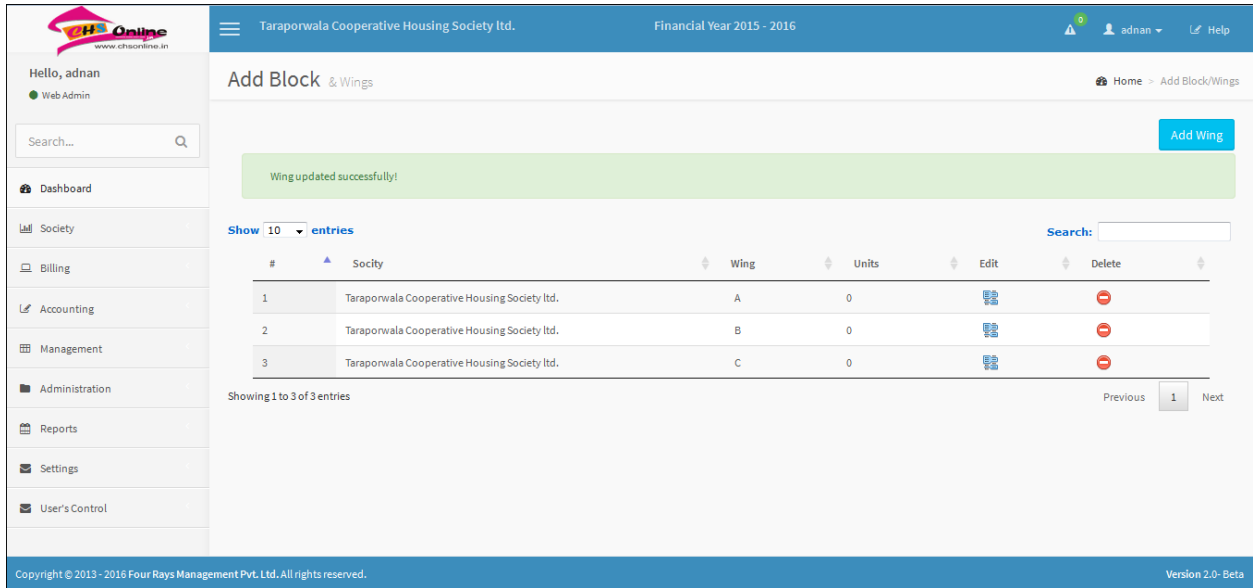 CHS Online
www.chsonline.in
Taraporwala Cooperative Housing Society ltd. Financial Year 2015 - 2016 0 adnan Help
Hello, adnan
Web Admin
Add Block & Wings Home > Add Block/Wings
Search...
Add Wing
Wing updated successfully!
Dashboard
Society
Billing
Accounting
Management
Administration
Reports
Settings
User's Control
Show 10 entries Search:
# Socity Wing Units Edit Delete
1 Taraporwala Cooperative Housing Society ltd. A 0
2 Taraporwala Cooperative Housing Society ltd. B 0
3 Taraporwala Cooperative Housing Society ltd. C 0
Showing 1 to 3 of 3 entries Previous 1 Next
Copyright © 2013 - 2016 Four Rays Management Pvt. Ltd. All rights reserved. Version 2.0- Beta